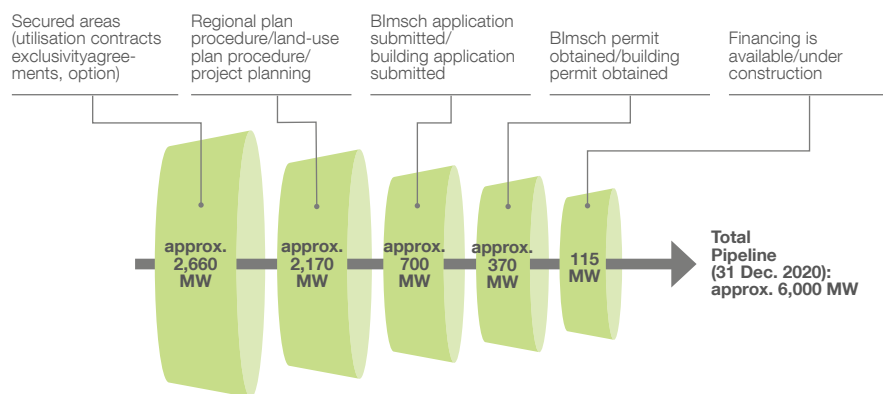 Secured areas
(utilisation contracts
exclusivityagree-
ments, option)
Regional plan
procedure/land-use
plan procedure/
project planning
BImsch application
submitted/
building application
submitted
BImsch permit
obtained/building
permit obtained
Financing is
available/under
construction
approx.
2,660
MW
approx.
2,170
MW
approx.
700
MW
approx.
370
MW
115
MW
Total
Pipeline
(31 Dec. 2020):
approx. 6,000 MW